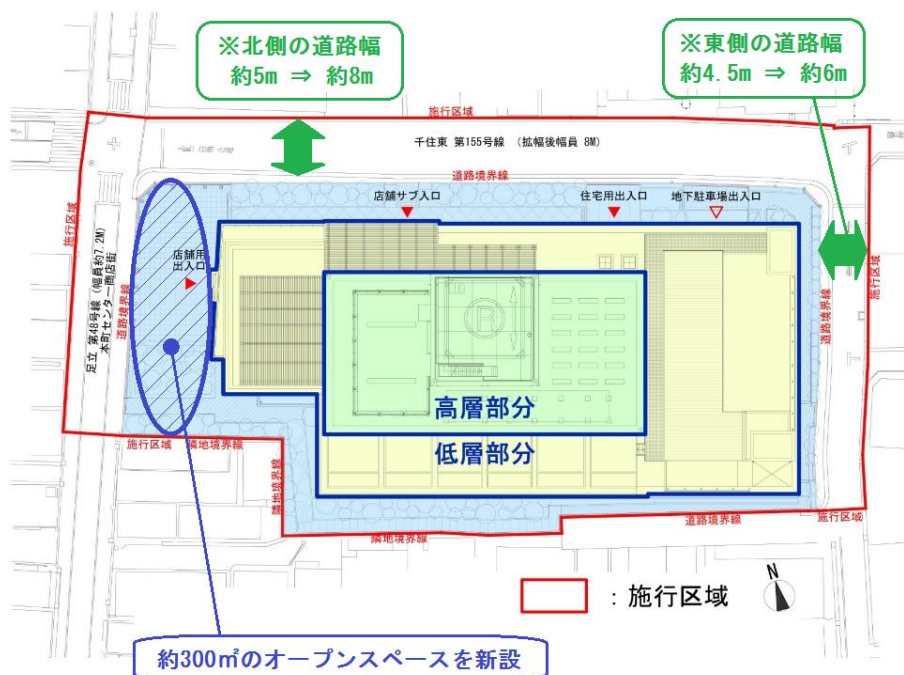 ※北側の道路幅
約5m ⇒ 約8m
※東側の道路幅
約4.5m ⇒ 約6m
施行区域
千住東 第155号線 (拡幅後幅員 8M)
道路境界線
店舗サブ入口
住宅用出入口
地下駐車場出入口
店舗用
出入口
施行区域
足立 第48号線 (幅員約7.2M)
本町センター商店街
道路境界線
施行区域
道路境界線
R
高層部分
低層部分
施行区域
隣地境界線
隣地境界線
隣地境界線
道路境界線
施行区域
N
:施行区域
約300㎡のオープンスペースを新設